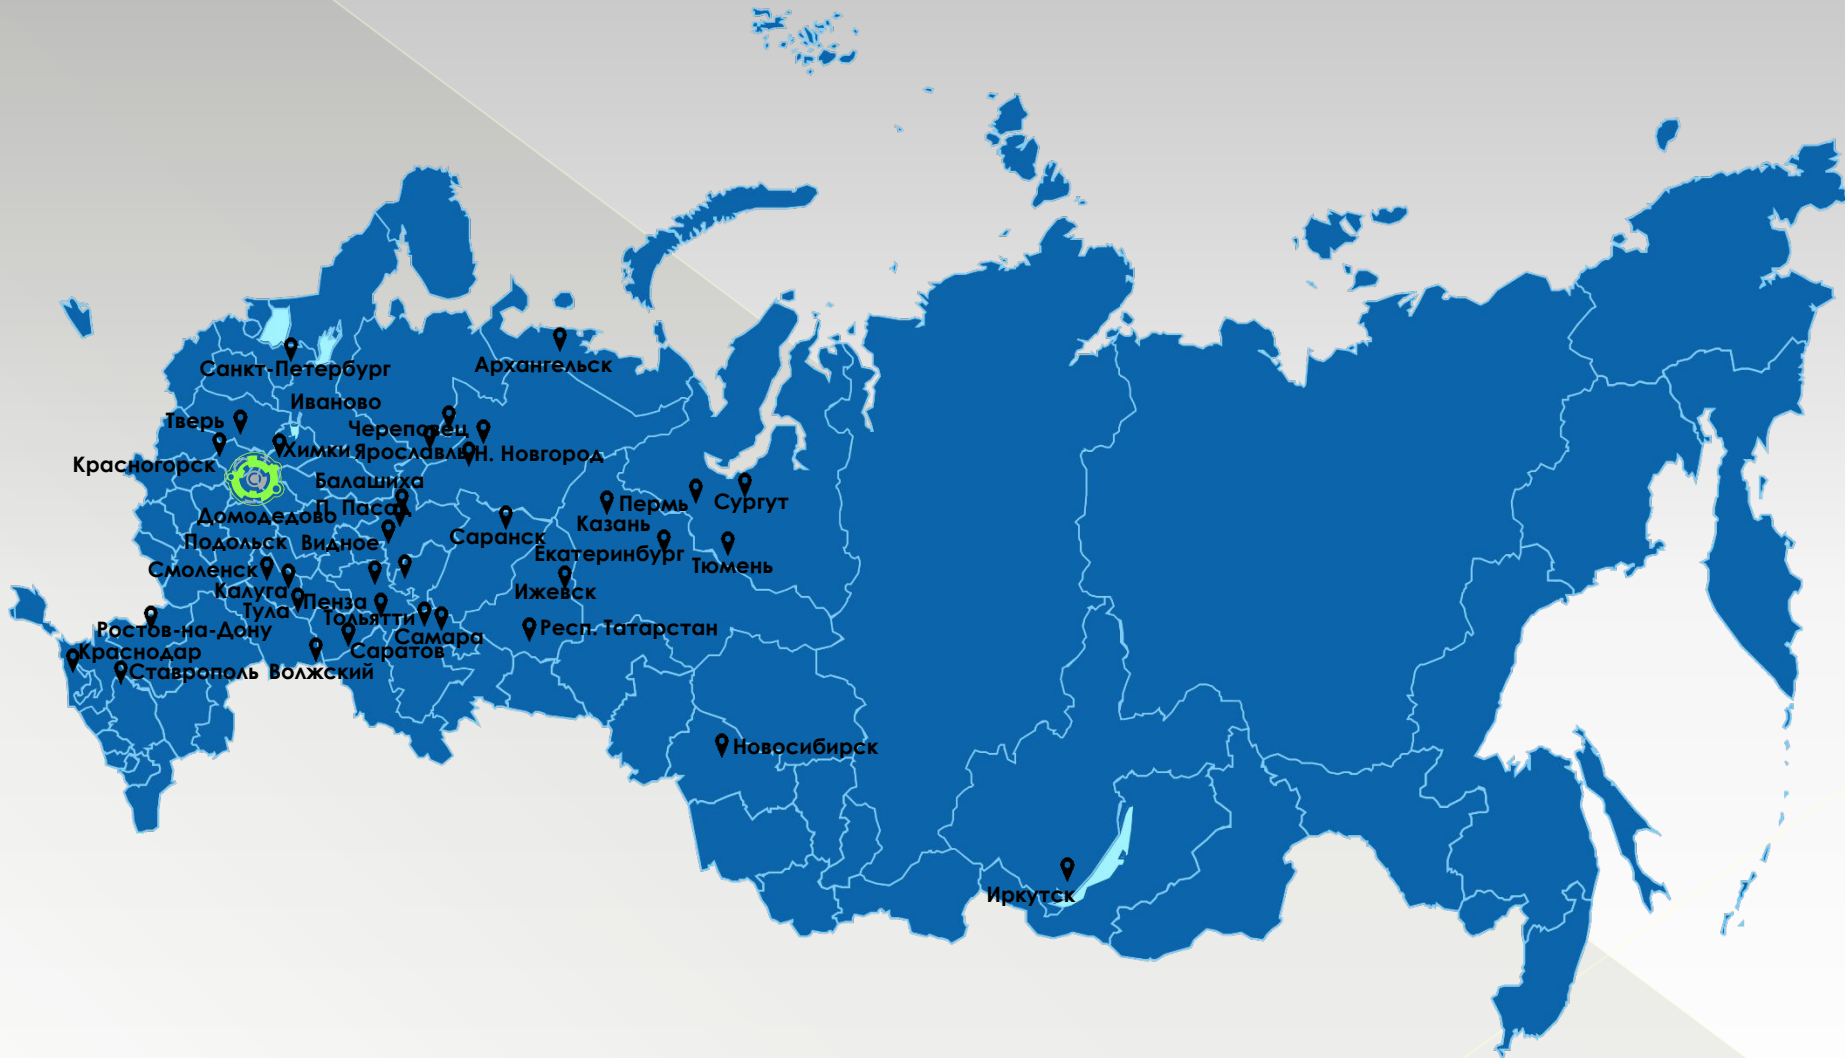 Санкт-Петербург
Архангельск
Иваново
Тверь
Череповец
Химки
Ярославль
Н. Новгород
Красногорск
Балашиха
П. Пасад
Домодедово
Подольск
Видное
Саранск
Казань
Пермь
Сургут
Екатеринбург
Тюмень
Смоленск
Калуга
Тула
Пенза
Тольятти
Ижевск
Самара
Респ. Татарстан
Ростов-на-Дону
Саратов
Краснодар
Ставрополь
Волжский
Новосибирск
Иркутск